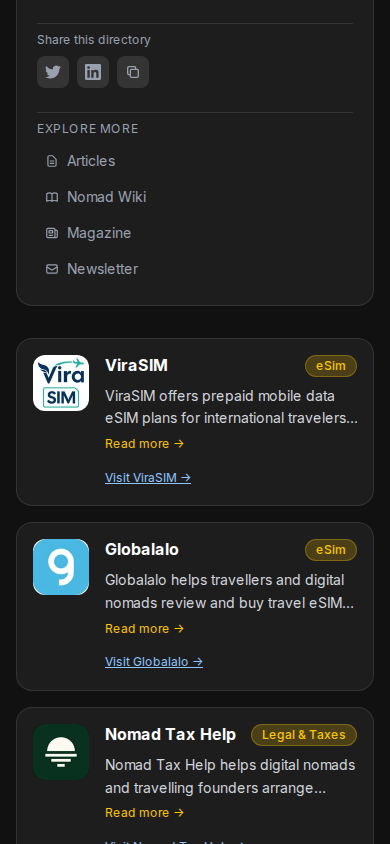 Share this directory
EXPLORE MORE
Articles
Nomad Wiki
Magazine
Newsletter
Vira
SIM
ViraSIM
eSim
ViraSIM offers prepaid mobile data
eSIM plans for international travelers...
Read more →
Visit ViraSIM →
Globalalo
eSim
Globalalo helps travellers and digital
nomads review and buy travel eSIM...
Read more →
Visit Globalalo →
Nomad Tax Help
Legal & Taxes
Nomad Tax Help helps digital nomads
and travelling founders arrange...
Read more →